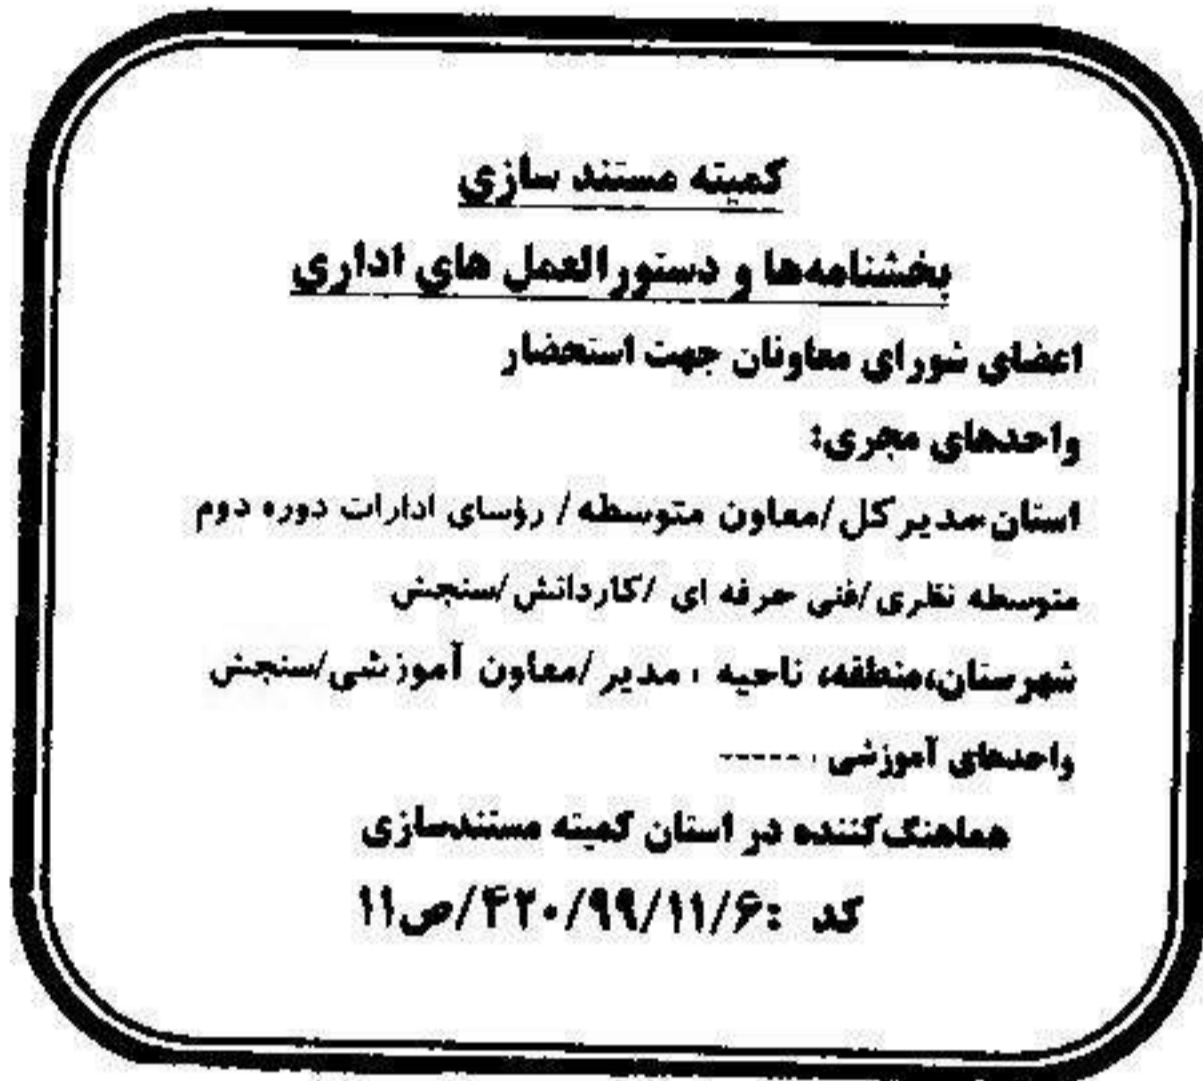 کمیته مستند سازی
بخشنامه‌ها و دستورالعمل های اداری
اعضای شورای معاونان جهت استحضار
واحدهای مجری:
استان:مدیرکل/معاون متوسطه/ رؤسای ادارات دوره دوم
متوسطه نظری/فنی حرفه ای /کاردانش/سنجش
شهرستان،منطقه، ناحیه : مدیر/معاون آموزشی/سنجش
واحدهای آموزشی : -----
هماهنگ‌کننده در استان کمیته مستندسازی
کد :۴۲۰/۹۹/۱۱/۶/ص۱۱